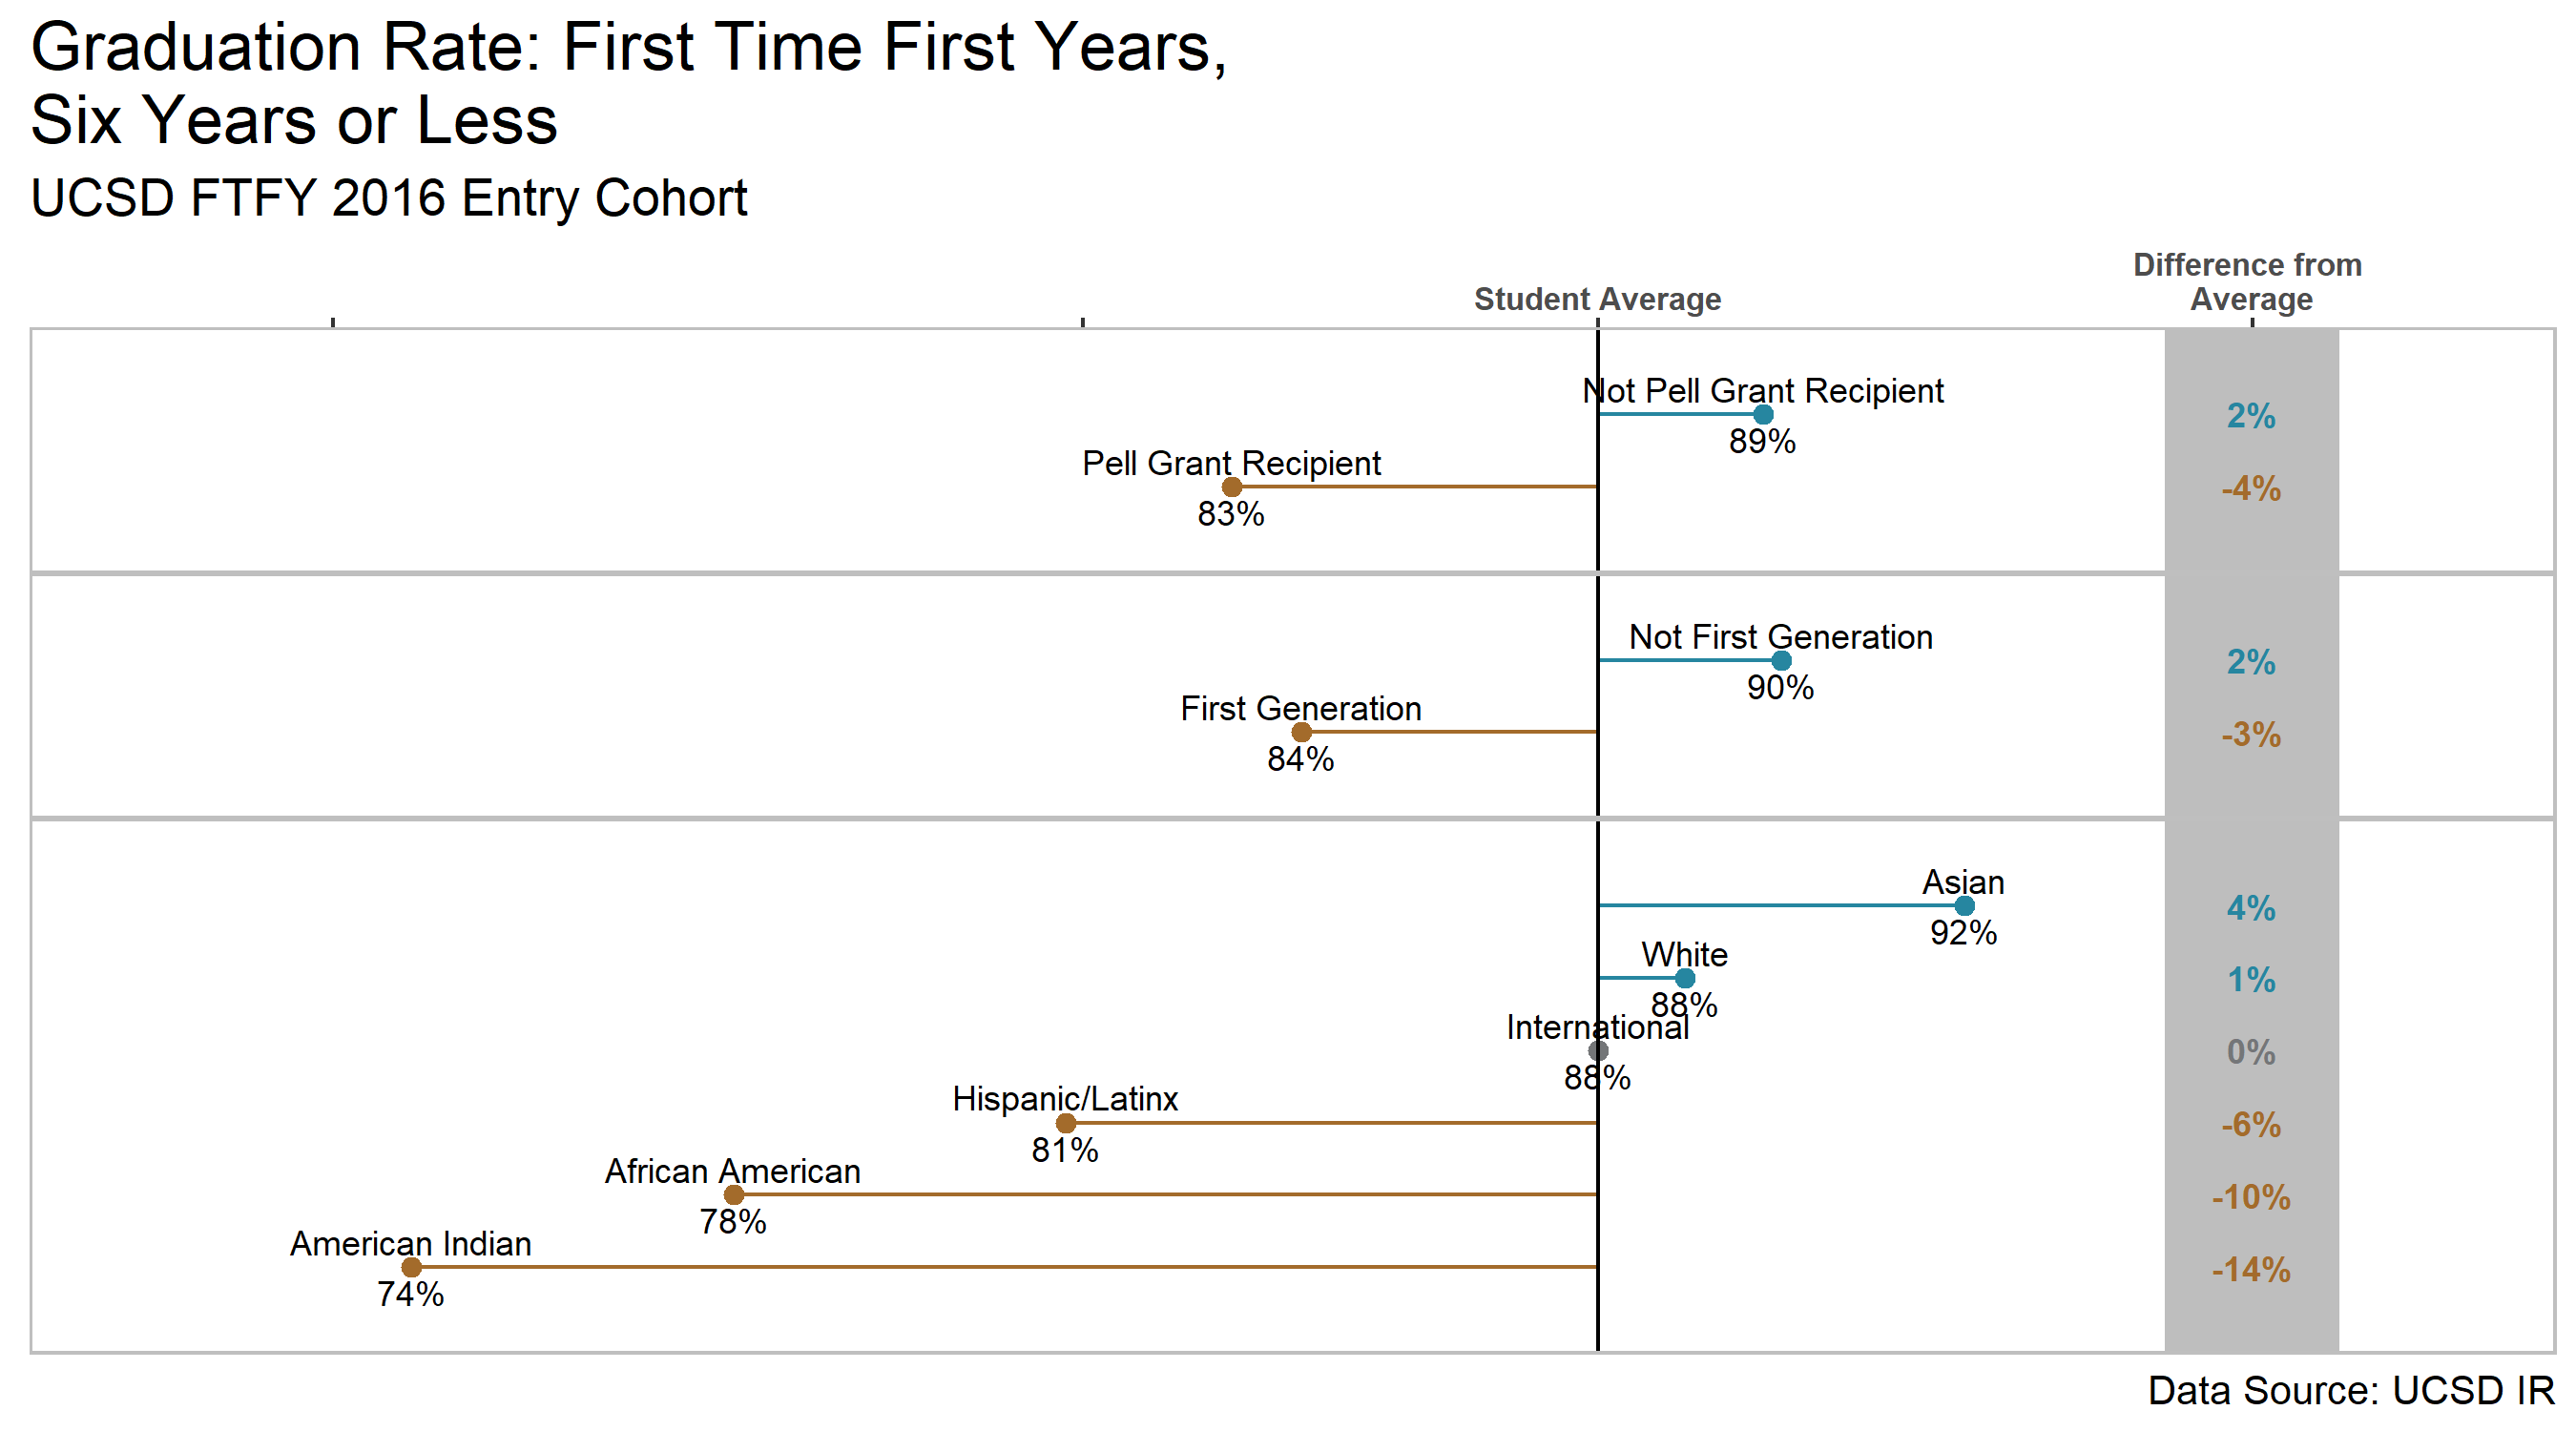 Graduation Rate: First Time First Years,
Six Years or Less
UCSD FTFY 2016 Entry Cohort
Student Average
Difference from
Average
Not Pell Grant Recipient
89%
2%
Pell Grant Recipient
83%
-4%
Not First Generation
90%
2%
First Generation
84%
-3%
Asian
92%
4%
White
88%
1%
International
88%
0%
Hispanic/Latinx
81%
-6%
African American
78%
-10%
American Indian
74%
-14%
Data Source: UCSD IR